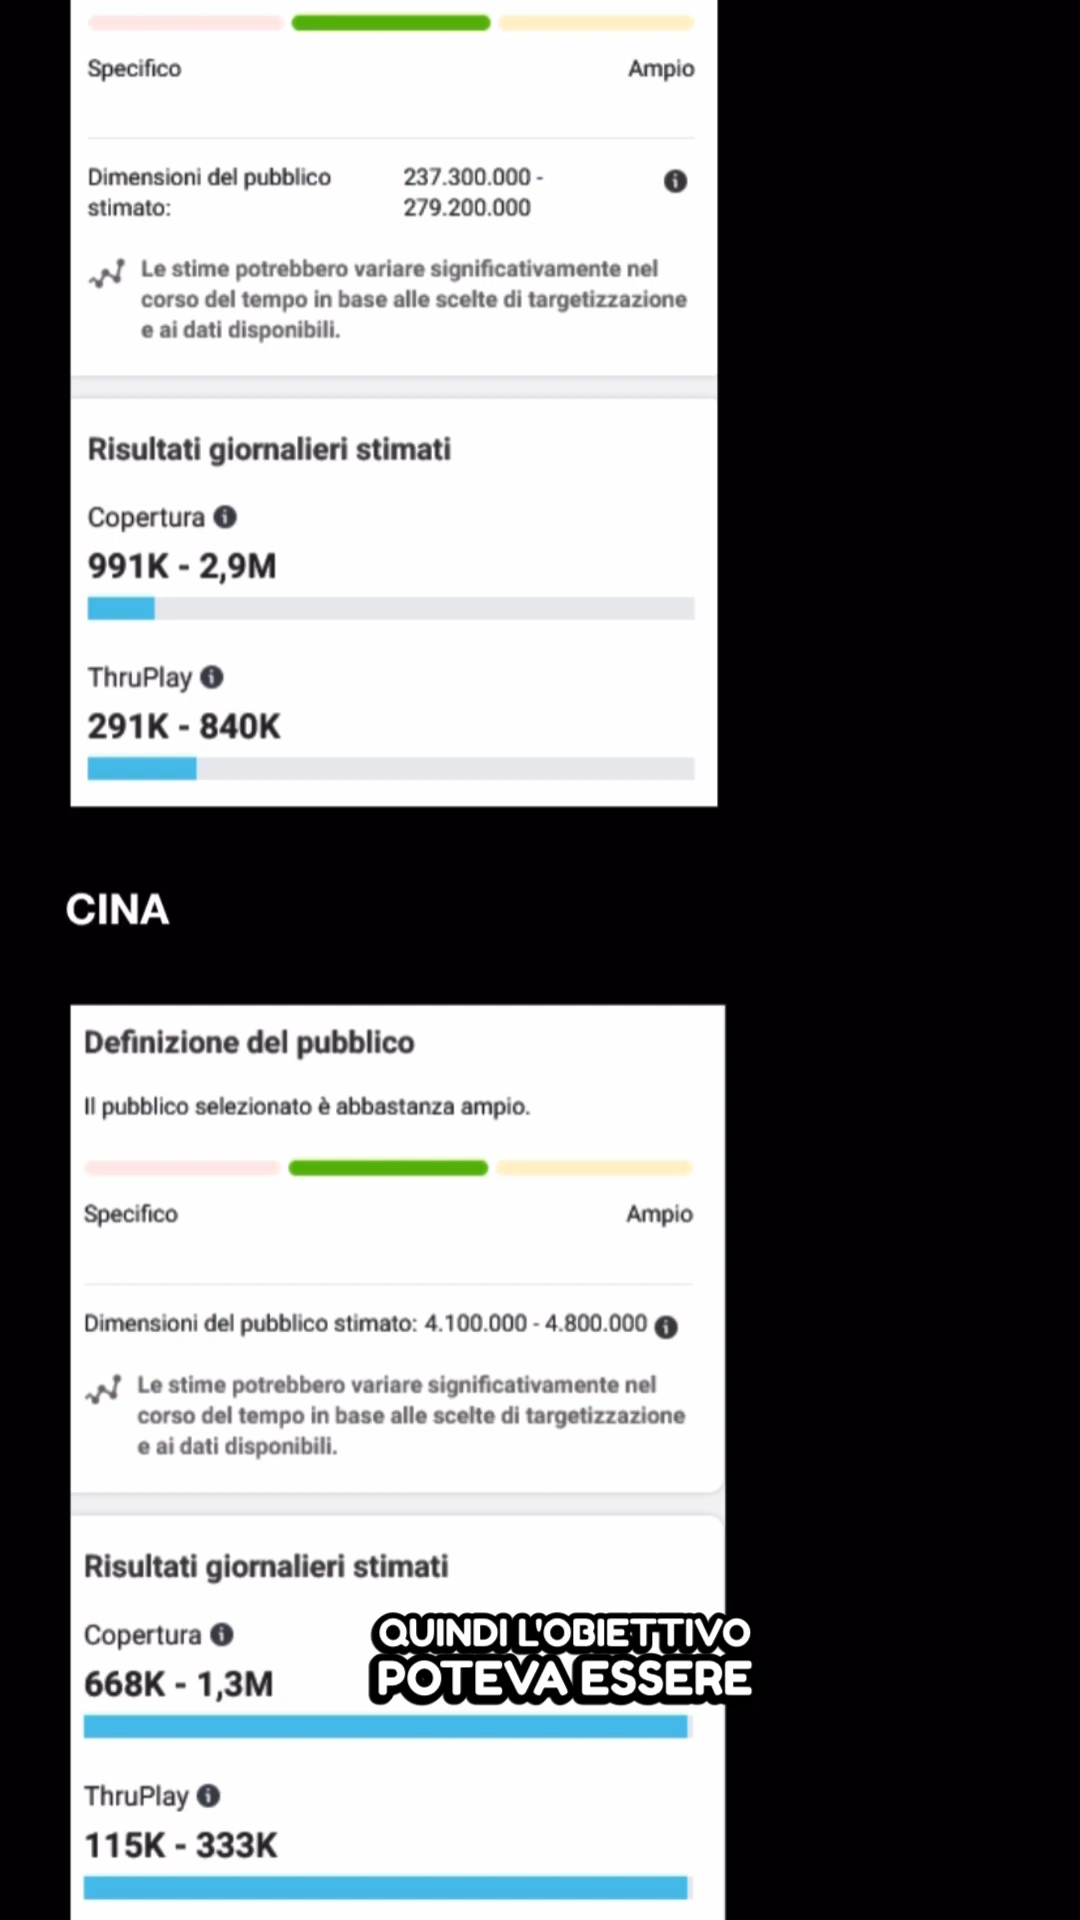 Specifico
Ampio
Dimensioni del pubblico
stimato:
237.300.000 -
279.200.000
Le stime potrebbero variare significativamente nel
corso del tempo in base alle scelte di targetizzazione
e ai dati disponibili.
Risultati giornalieri stimati
Copertura
991K - 2,9M
ThruPlay
291K - 840K
CINA
Definizione del pubblico
Il pubblico selezionato è abbastanza ampio.
Specifico
Ampio
Dimensioni del pubblico stimato: 4.100.000 - 4.800.000
Le stime potrebbero variare significativamente nel
corso del tempo in base alle scelte di targetizzazione
e ai dati disponibili.
Risultati giornalieri stimati
Copertura
668K - 1,3M
QUINDI L'OBIETTIVO
POTEVA ESSERE
ThruPlay
115K - 333K